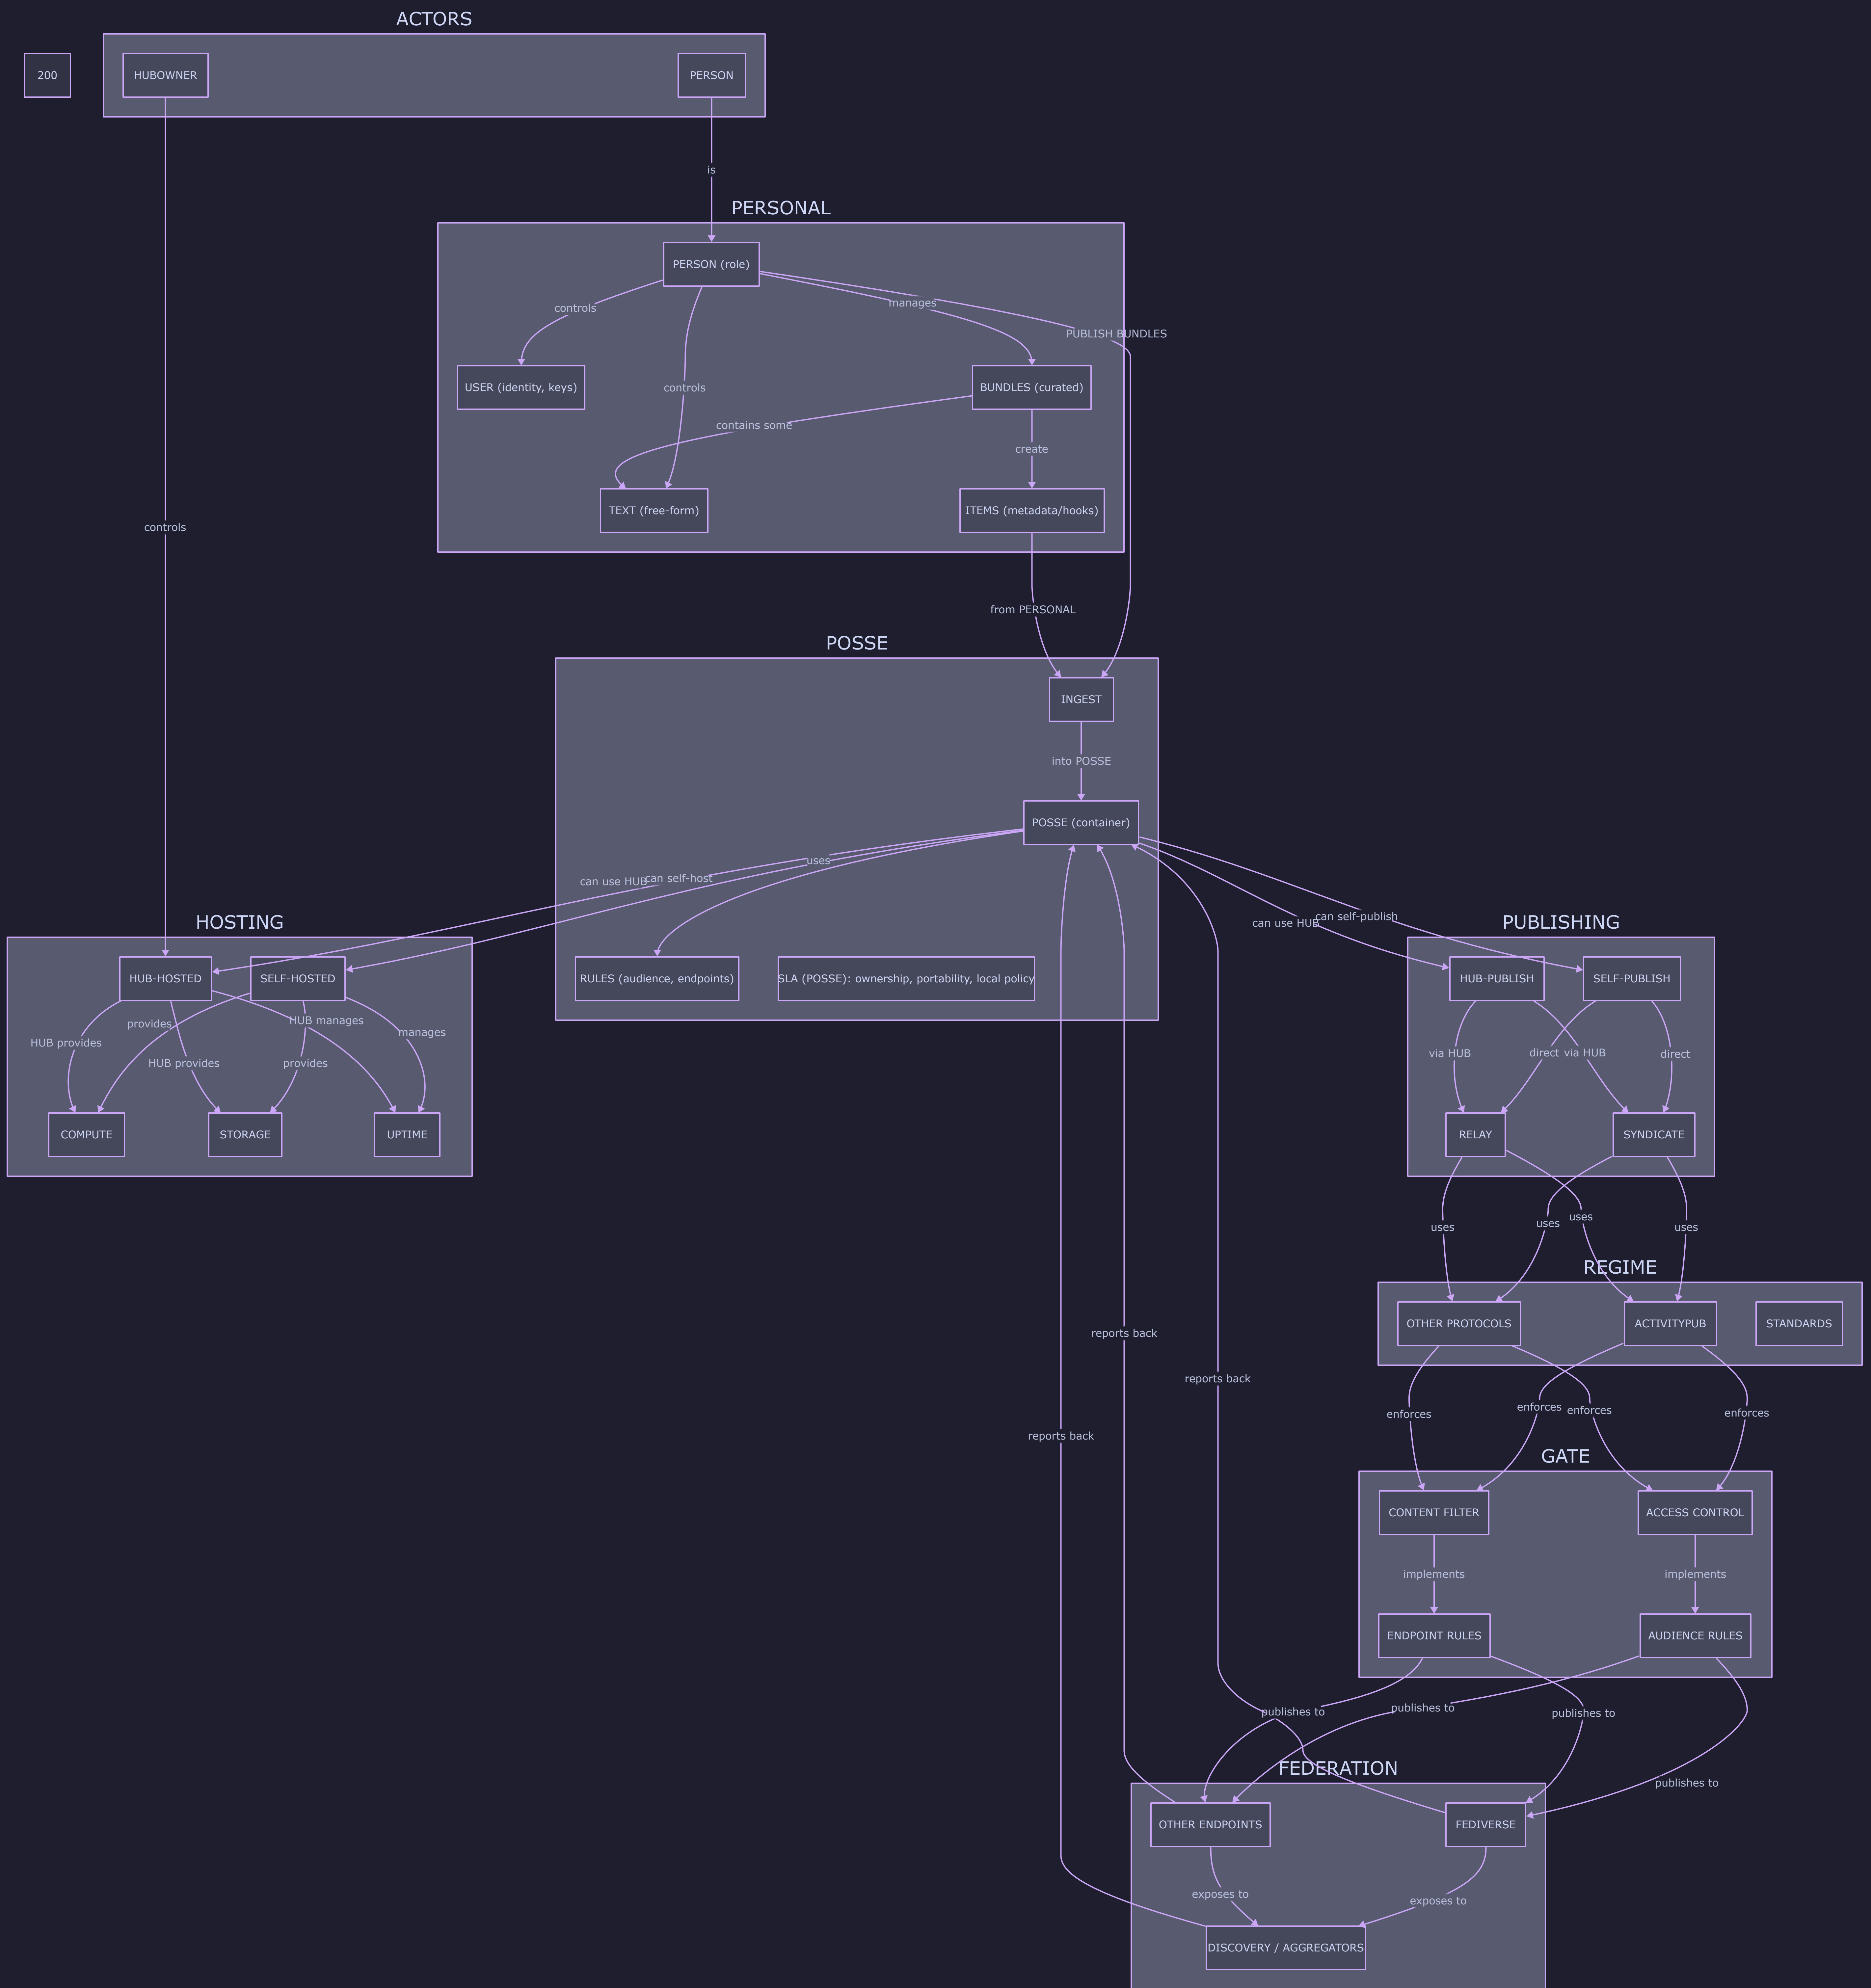 ACTORS
200
HUBOWNER
PERSON
is
PERSONAL
PERSON (role)
controls
manages
PUBLISH BUNDLES
USER (identity, keys)
controls
BUNDLES (curated)
contains some
create
TEXT (free-form)
ITEMS (metadata/hooks)
controls
from PERSONAL
POSSE
INGEST
into POSSE
POSSE (container)
uses
can use HUB
can self-host
can use HUB
can self-publish
HOSTING
PUBLISHING
HUB-HOSTED
SELF-HOSTED
RULES (audience, endpoints)
SLA (POSSE): ownership, portability, local policy
HUB-PUBLISH
SELF-PUBLISH
provides
HUB manages
manages
HUB provides
HUB provides
provides
via HUB
direct
via HUB
direct
COMPUTE
STORAGE
UPTIME
RELAY
SYNDICATE
uses
uses
uses
uses
REGIME
OTHER PROTOCOLS
ACTIVITYPUB
STANDARDS
reports back
reports back
reports back
enforces
enforces
enforces
enforces
GATE
CONTENT FILTER
ACCESS CONTROL
implements
implements
ENDPOINT RULES
AUDIENCE RULES
publishes to
publishes to
publishes to
publishes to
FEDERATION
OTHER ENDPOINTS
FEDIVERSE
exposes to
exposes to
DISCOVERY / AGGREGATORS